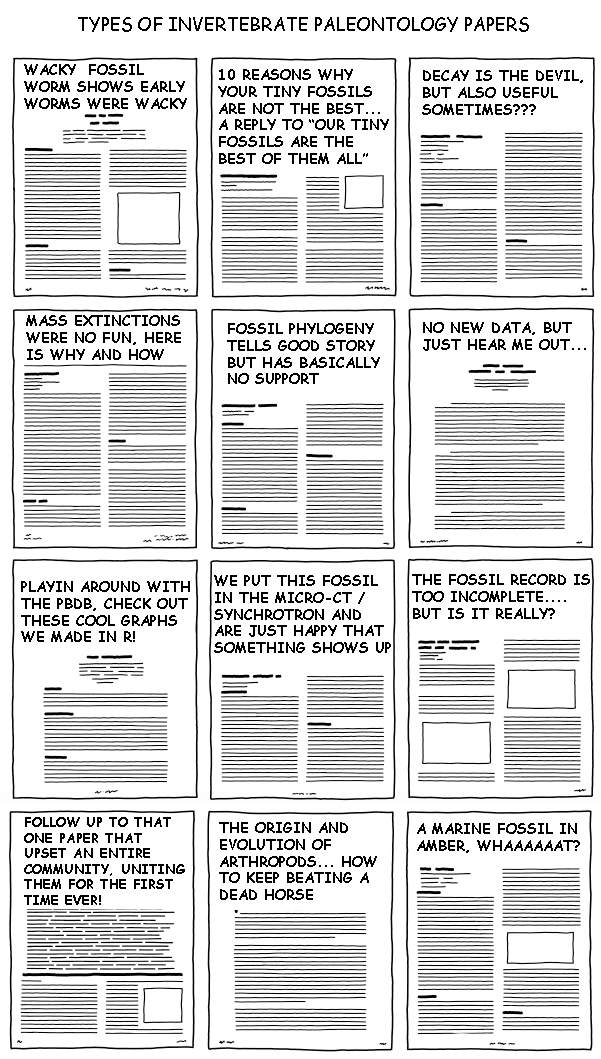 TYPES OF INVERTEBRATE PALEONTOLOGY PAPERS
WACKY FOSSIL
WORM SHOWS EARLY
WORMS WERE WACKY
10 REASONS WHY
YOUR TINY FOSSILS
ARE NOT THE BEST...
A REPLY TO “OUR TINY
FOSSILS ARE THE
BEST OF THEM ALL”
DECAY IS THE DEVIL,
BUT ALSO USEFUL
SOMETIMES???
MASS EXTINCTIONS
WERE NO FUN, HERE
IS WHY AND HOW
FOSSIL PHYLOGENY
TELLS GOOD STORY
BUT HAS BASICALLY
NO SUPPORT
NO NEW DATA, BUT
JUST HEAR ME OUT...
PLAYIN AROUND WITH
THE PBDB, CHECK OUT
THESE COOL GRAPHS
WE MADE IN R!
WE PUT THIS FOSSIL
IN THE MICRO-CT /
SYNCHROTRON AND
ARE JUST HAPPY THAT
SOMETHING SHOWS UP
THE FOSSIL RECORD IS
TOO INCOMPLETE....
BUT IS IT REALLY?
FOLLOW UP TO THAT
ONE PAPER THAT
UPSET AN ENTIRE
COMMUNITY, UNITING
THEM FOR THE FIRST
TIME EVER!
THE ORIGIN AND
EVOLUTION OF
ARTHROPODS... HOW
TO KEEP BEATING A
DEAD HORSE
A MARINE FOSSIL IN
AMBER, WHAAAAAAT?